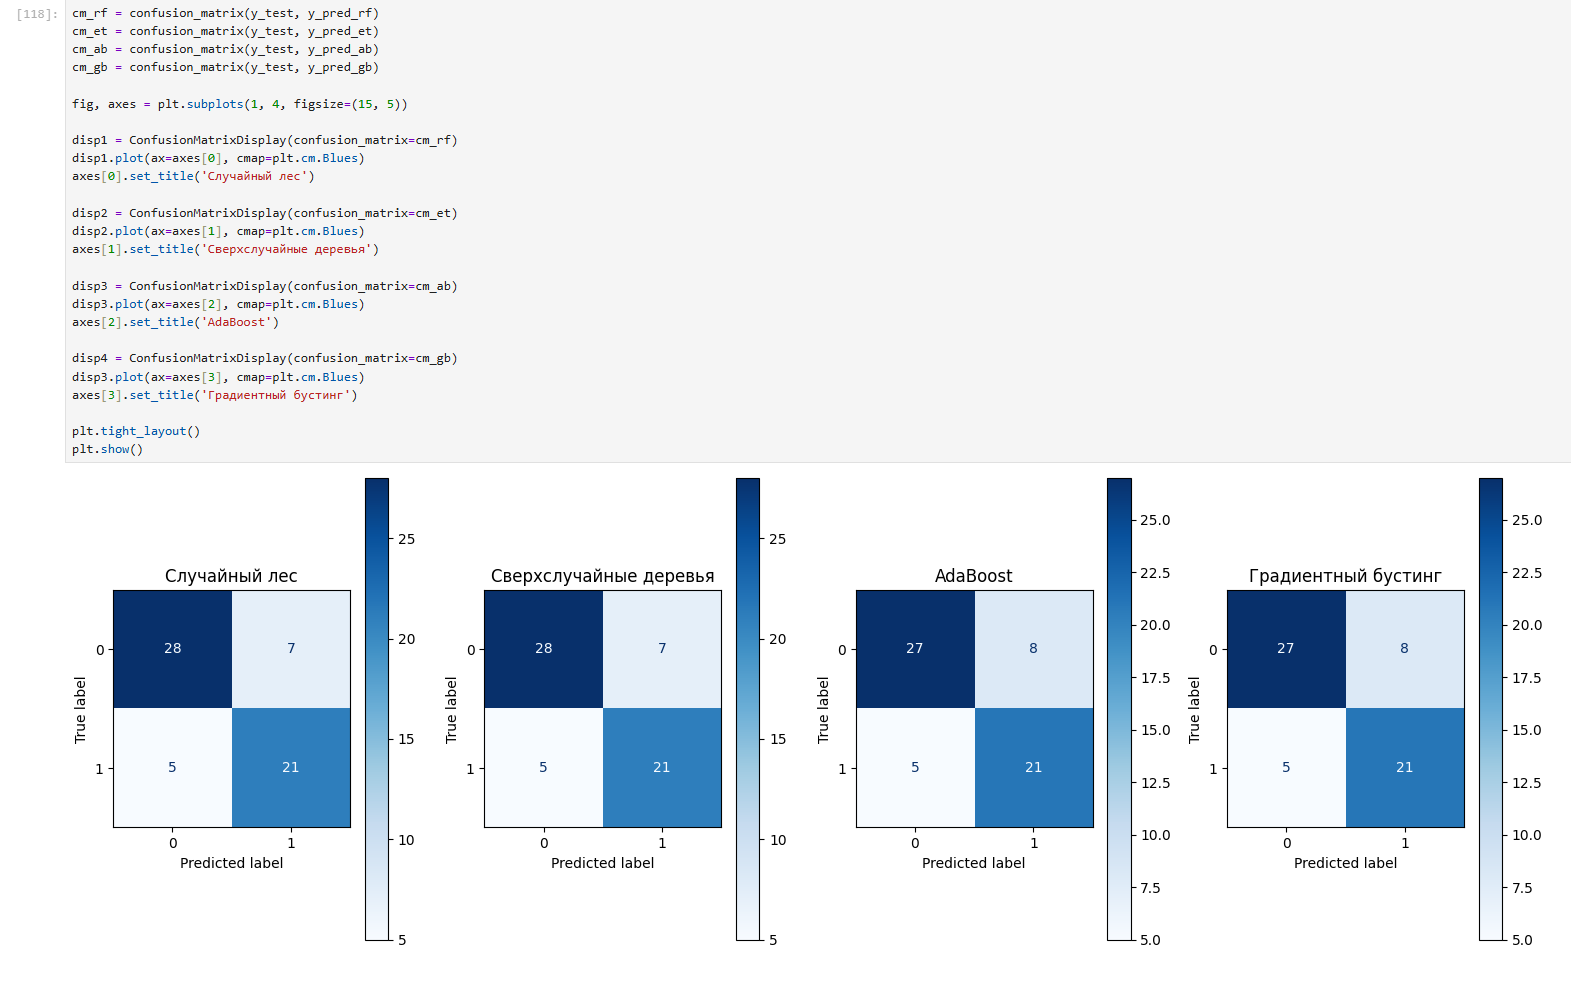 [118]:
cm_rf = confusion_matrix(y_test, y_pred_rf)
cm_et = confusion_matrix(y_test, y_pred_et)
cm_ab = confusion_matrix(y_test, y_pred_ab)
cm_gb = confusion_matrix(y_test, y_pred_gb)
fig, axes = plt.subplots(1, 4, figsize=(15, 5))
disp1 = ConfusionMatrixDisplay(confusion_matrix=cm_rf)
disp1.plot(ax=axes[0], cmap=plt.cm.Blues)
axes[0].set_title('Случайный лес')
disp2 = ConfusionMatrixDisplay(confusion_matrix=cm_et)
disp2.plot(ax=axes[1], cmap=plt.cm.Blues)
axes[1].set_title('Сверхслучайные деревья')
disp3 = ConfusionMatrixDisplay(confusion_matrix=cm_ab)
disp3.plot(ax=axes[2], cmap=plt.cm.Blues)
axes[2].set_title('AdaBoost')
disp4 = ConfusionMatrixDisplay(confusion_matrix=cm_gb)
disp3.plot(ax=axes[3], cmap=plt.cm.Blues)
axes[3].set_title('Градиентный бустинг')
plt.tight_layout()
plt.show()
Случайный лес
True label
0
1
28
7
5
21
0
1
Predicted label
25
20
15
10
5
Сверхслучайные деревья
True label
0
1
28
7
5
21
0
1
Predicted label
25
20
15
10
5
AdaBoost
True label
0
1
27
8
5
21
0
1
Predicted label
25.0
22.5
20.0
17.5
15.0
12.5
10.0
7.5
5.0
Градиентный бустинг
True label
0
1
27
8
5
21
0
1
Predicted label
25.0
22.5
20.0
17.5
15.0
12.5
10.0
7.5
5.0